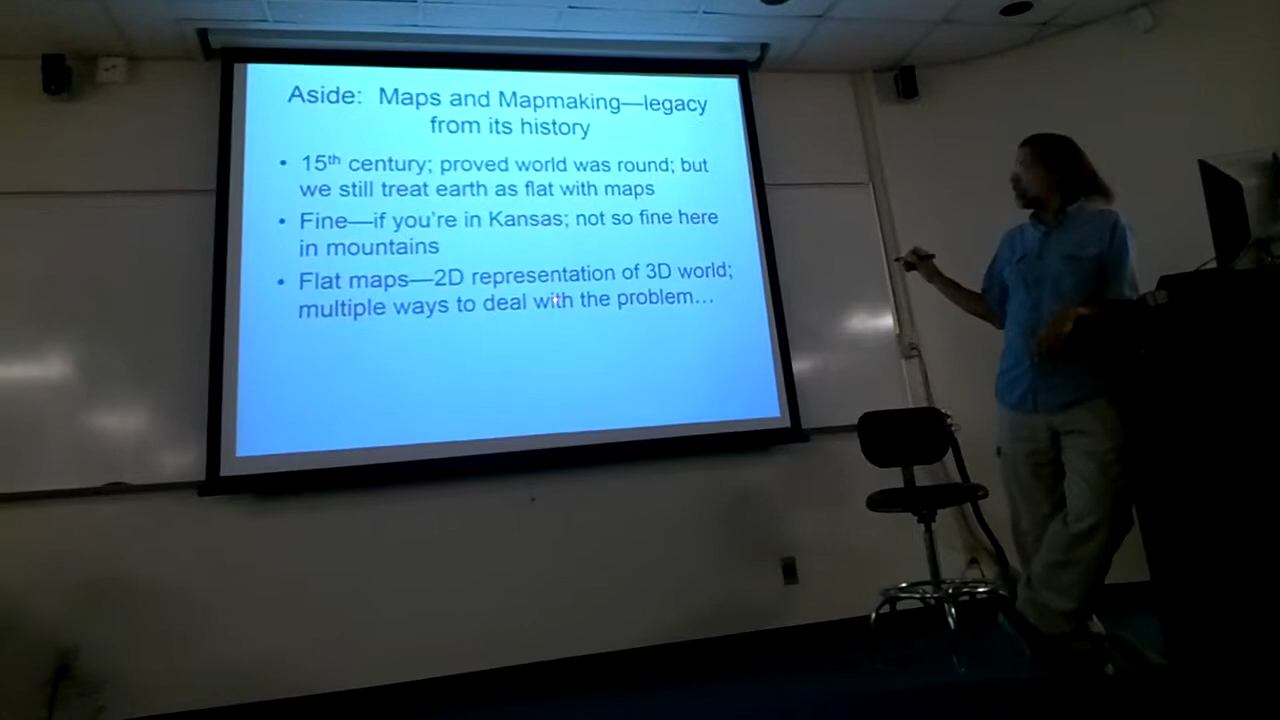 Aside: Maps and Mapmaking—legacy
from its history
• 15th century; proved world was round; but
we still treat earth as flat with maps
• Fine—if you're in Kansas; not so fine here
in mountains
• Flat maps—2D representation of 3D world;
multiple ways to deal with the problem…